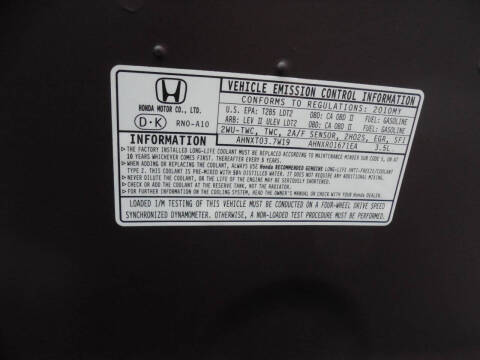 VEHICLE EMISSION CONTROL INFORMATION
CONFORMS TO REGULATIONS: 2010MY
U.S. EPA: T2B5 LDT2 OBD: CA OBD II FUEL: GASOLINE
ARB: LEV II ULEV LDT2 OBD: CA OBD II FUEL: GASOLINE
HONDA MOTOR CO., LTD.
D·K RN0-A10
2WU-TWC, TWC, 2A/F SENSOR, 2HO2S, EGR, SFI
AHNXT03.7W19 AHNXR0167IEA 3.5L
INFORMATION
▶ THE FACTORY INSTALLED LONG-LIFE COOLANT MUST BE REPLACED ACCORDING TO MAINTENANCE MINDER SUB CODE 5, OR AT
10 YEARS WHICHEVER COMES FIRST, THEREAFTER EVERY 5 YEARS.
▶ WHEN ADDING OR REPLACING THE COOLANT, ALWAYS USE Honda RECOMMENDED GENUINE LONG-LIFE ANTI-FREEZE/COOLANT
TYPE 2. THIS COOLANT IS PRE-MIXED WITH 50% DISTILLED WATER. IT DOES NOT REQUIRE ADDITIONAL MIXING.
OTHERWISE, THE LIFE OF THE ENGINE MAY BE SERIOUSLY SHORTENED.
▶ CHECK OR ADD THE COOLANT AT THE RESERVE TANK, NOT THE RADIATOR.
▶ FOR FURTHER INFORMATION ON THE COOLING SYSTEM, READ THE OWNER'S MANUAL OR ASK YOUR Honda DEALER.
LOADED I/M TESTING OF THIS VEHICLE MUST BE CONDUCTED ON A FOUR-WHEEL DRIVE SPEED
SYNCHRONIZED DYNAMOMETER. OTHERWISE, A NON-LOADED TEST PROCEDURE MUST BE PERFORMED.